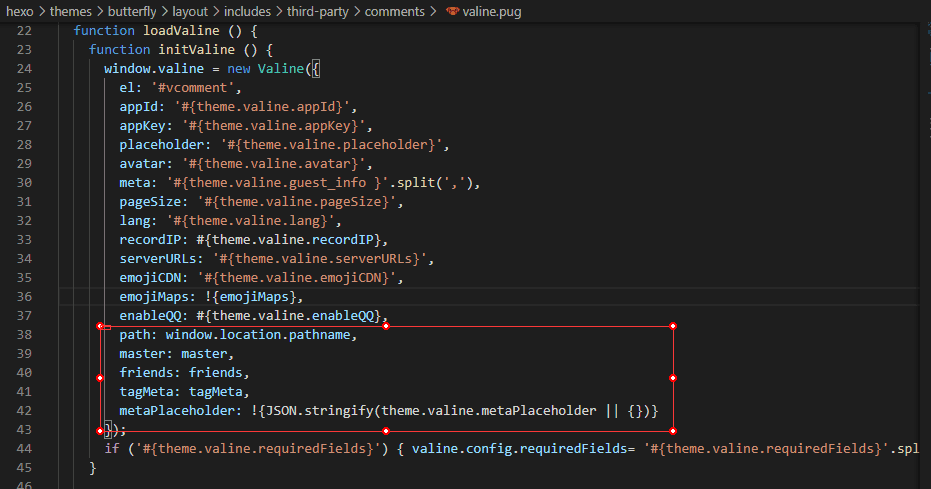 hexo > themes > butterfly > layout > includes > third-party > comments > valine.pug
22 function loadValine () {
23 function initValine () {
24 window.valine = new Valine({
25 el: '#vcomment',
26 appId: '#{theme.valine.appId}',
27 appKey: '#{theme.valine.appKey}',
28 placeholder: '#{theme.valine.placeholder}',
29 avatar: '#{theme.valine.avatar}',
30 meta: '#{theme.valine.guest_info }'.split(','),
31 pageSize: '#{theme.valine.pageSize}',
32 lang: '#{theme.valine.lang}',
33 recordIP: #{theme.valine.recordIP},
34 serverURLs: '#{theme.valine.serverURLs}',
35 emojiCDN: '#{theme.valine.emojiCDN}',
36 emojiMaps: !{emojiMaps},
37 enableQQ: #{theme.valine.enableQQ},
38 path: window.location.pathname,
39 master: master,
40 friends: friends,
41 tagMeta: tagMeta,
42 metaPlaceholder: !{JSON.stringify(theme.valine.metaPlaceholder || {})}
43 });
44 if ('#{theme.valine.requiredFields}') { valine.config.requiredFields= '#{theme.valine.requiredFields}'.spl
45 }
46